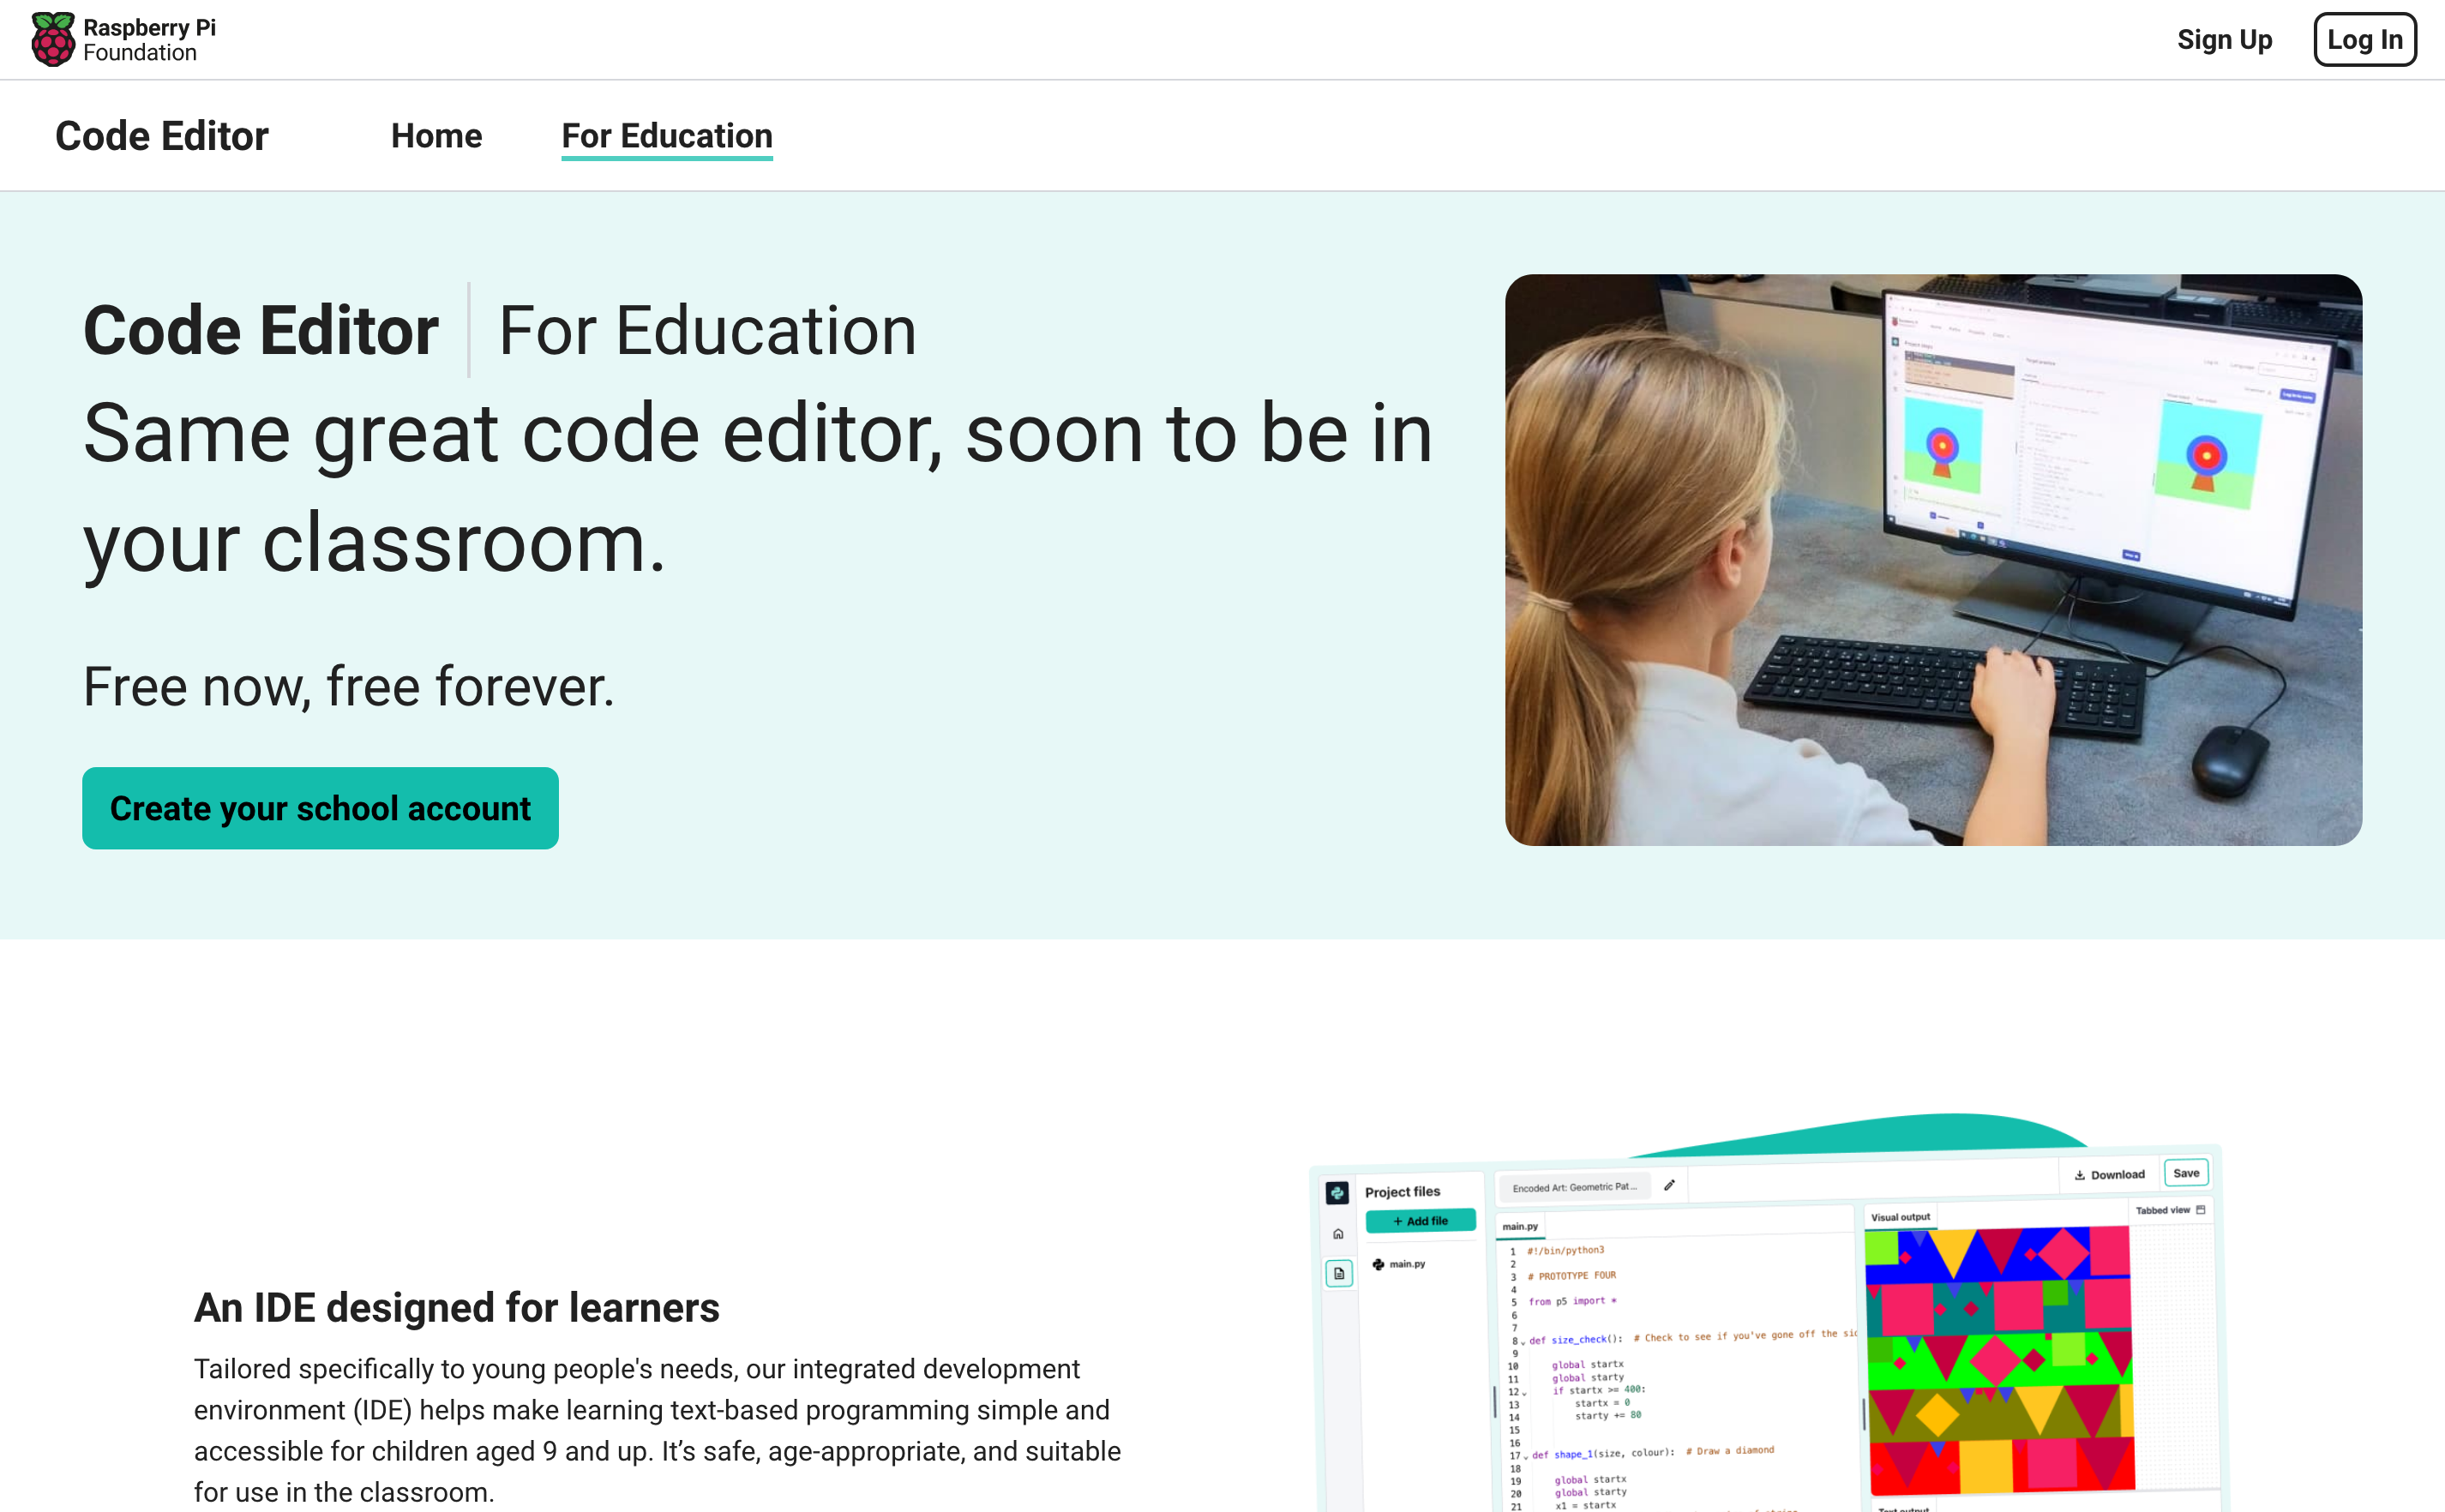 Raspberry Pi
Foundation
Sign Up
Log In
Code Editor
Home
For Education
Code Editor
For Education
Same great code editor, soon to be in
your classroom.
Free now, free forever.
Create your school account
An IDE designed for learners
Tailored specifically to young people's needs, our integrated development
environment (IDE) helps make learning text-based programming simple and
accessible for children aged 9 and up. It’s safe, age-appropriate, and suitable
for use in the classroom.
Project files
+ Add file
main.py
Encoded Art: Geometric Pat...
Download
Save
main.py
1 #!/bin/python3
2
3 # PROTOTYPE FOUR
4
5 from p5 import *
6
7
8 def size_check(): # Check to see if you've gone off the sid
9
10 global startx
11 global starty
12 if startx >= 400:
13 startx = 0
14 starty += 80
15
16
17 def shape_1(size, colour): # Draw a diamond
18
19 global startx
20 global starty
21 x1 = startx
Visual output
Tabbed view
Text output